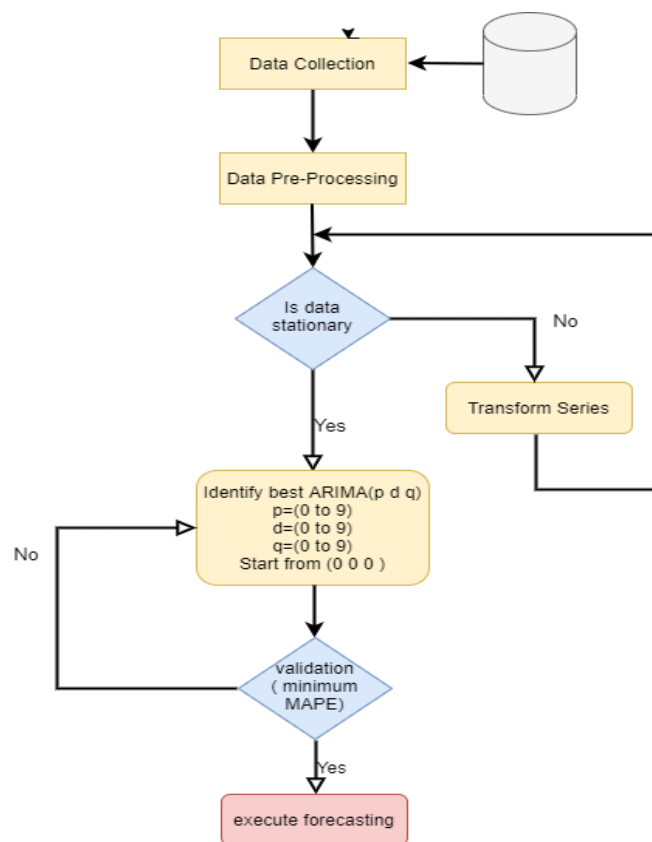 Data Collection
Data Pre-Processing
Is data
stationary
No
Transform Series
Yes
Identify best ARIMA(p d q)
p=(0 to 9)
d=(0 to 9)
q=(0 to 9)
Start from (0 0 0 )
No
validation
( minimum
MAPE)
Yes
execute forecasting